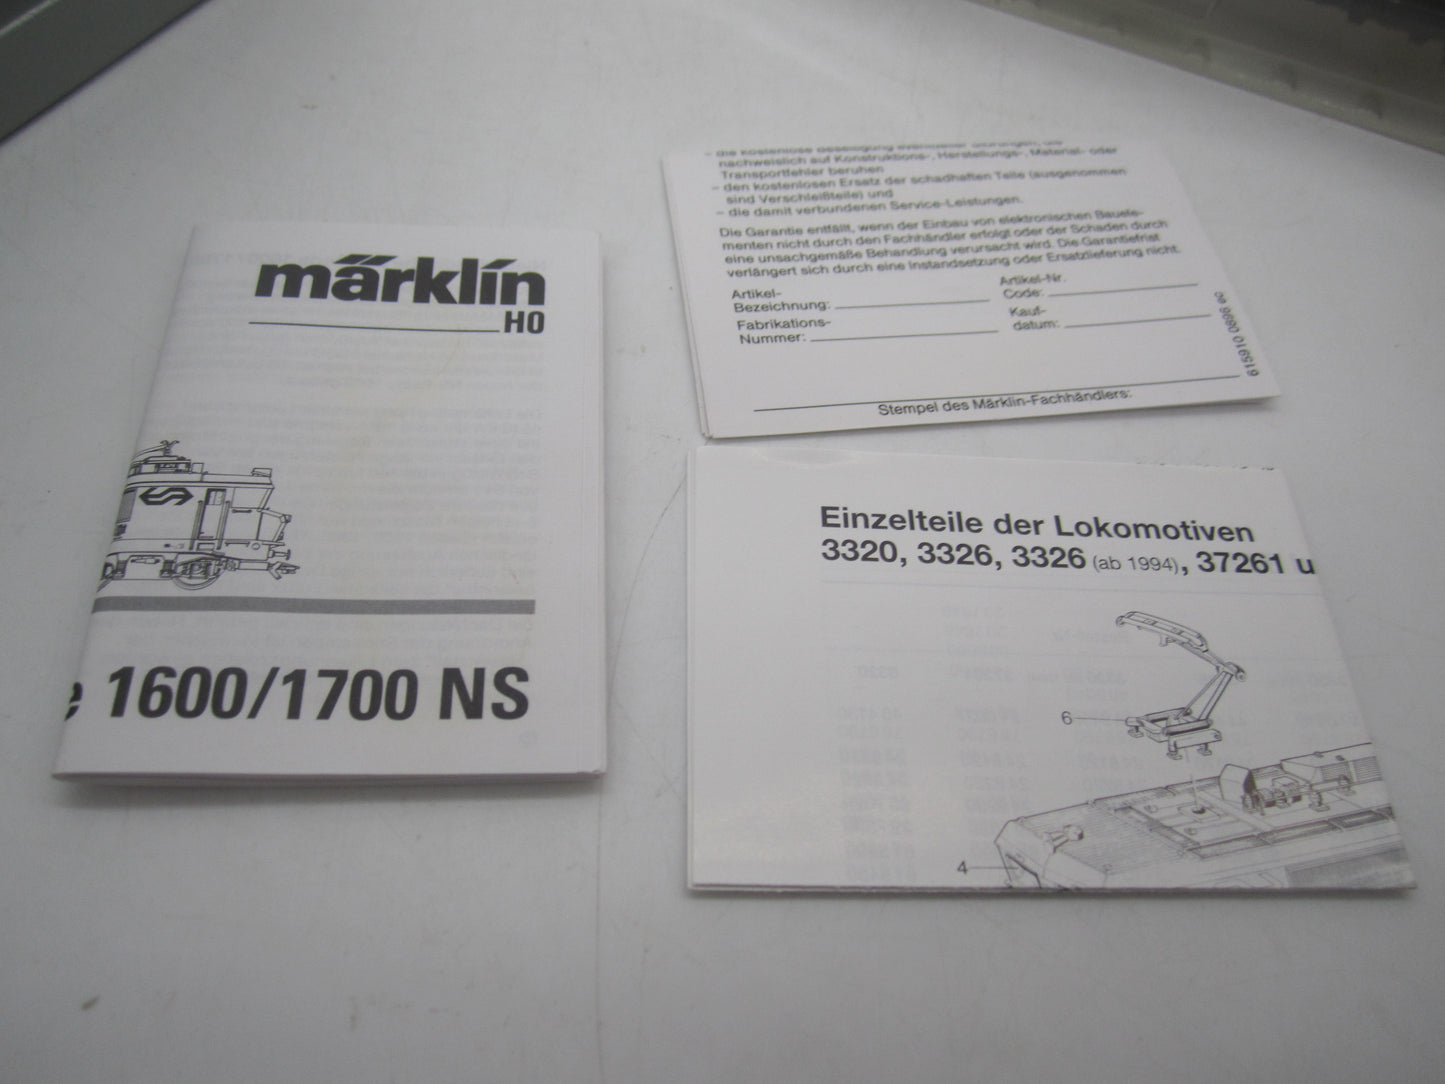 märklin
H0
1600/1700 NS
– die kostenlose Beseitigung eventueller Störungen, die
nachweislich auf Konstruktions-, Herstellungs-, Material- oder
Transportfehler beruhen
– den kostenlosen Ersatz der schadhaften Teile (ausgenommen
sind Verschleißteile) und
– die damit verbundenen Service-Leistungen.
Die Garantie entfällt, wenn der Einbau von elektronischen Bauele-
menten nicht durch den Fachhändler erfolgt oder der Schaden durch
eine unsachgemäße Behandlung verursacht wird. Die Garantiefrist
verlängert sich durch eine Instandsetzung oder Ersatzlieferung nicht.
Artikel-
Bezeichnung:
Artikel-Nr.
Code:
Fabrikations-
Nummer:
Kauf-
datum:
Stempel des Märklin-Fachhändlers:
615910 0896 ge
Einzelteile der Lokomotiven
3320, 3326, 3326 (ab 1994), 37261 u
6
4